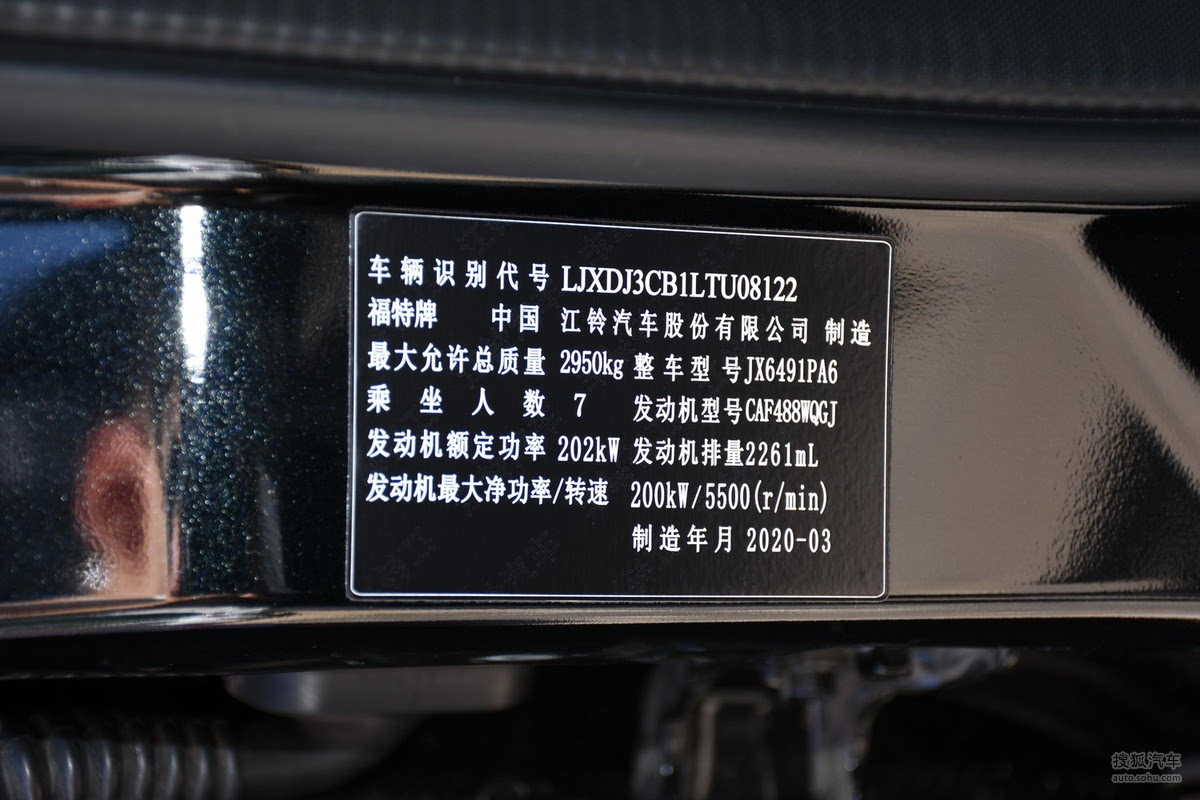 车辆识别代号 LJXDJ3CB1LTU08122
福特牌 中国 江铃汽车股份有限公司 制造
最大允许总质量 2950kg 整车型号JX6491PA6
乘坐人数 7 发动机型号CAF488WQGJ
发动机额定功率 202kW 发动机排量2261mL
发动机最大净功率/转速 200kW/5500(r/min)
制造年月 2020-03
搜狐汽车
auto.sohu.com